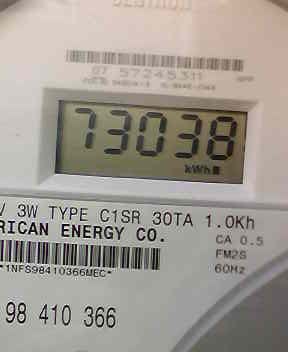 07 57245311
73038
kWh
V 3W TYPE C1SR 30TA 1.0Kh
RICAN ENERGY CO.
CA 0.5
FM2S
60Hz
*1NFS98410366MEC*
98 410 366